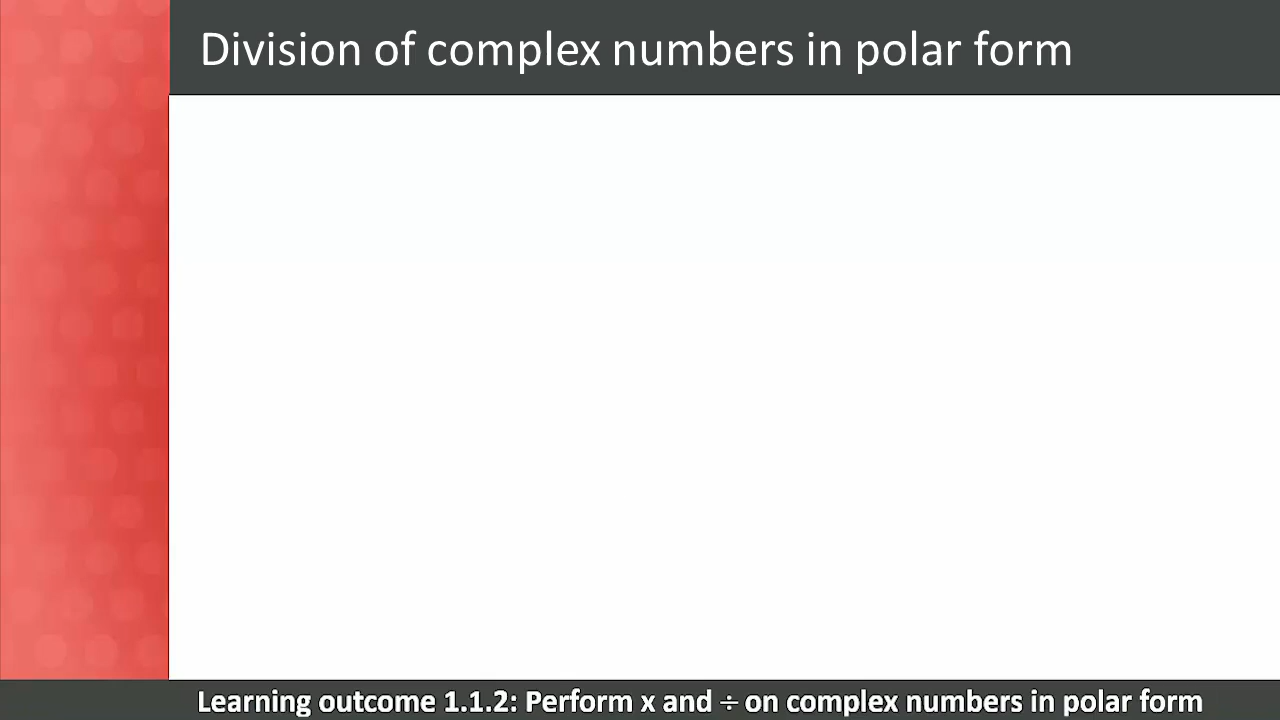 Division of complex numbers in polar form
Learning outcome 1.1.2: Perform x and ÷ on complex numbers in polar form